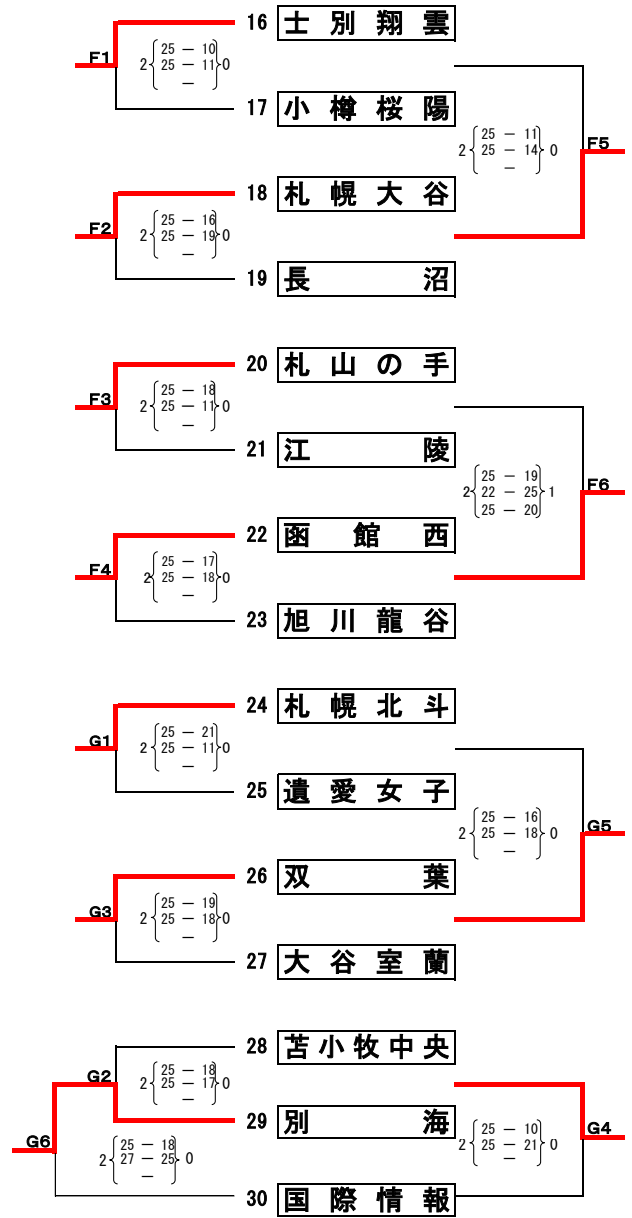 16 士別翔雲
F1
2 25 － 10 0
25 － 11
－
17 小樽桜陽
2 25 － 11 0
25 － 14
－
F5
18 札幌大谷
F2
2 25 － 16 0
25 － 19
－
19 長沼
20 札山の手
F3
2 25 － 18 0
25 － 11
－
21 江陵
2 25 － 19 1
22 － 25
25 － 20
F6
22 函館西
F4
2 25 － 17 0
25 － 18
－
23 旭川龍谷
24 札幌北斗
G1
2 25 － 21 0
25 － 11
－
25 遺愛女子
2 25 － 16 0
25 － 18
－
G5
26 双葉
G3
2 25 － 19 0
25 － 18
－
27 大谷室蘭
28 苫小牧中央
G2
2 25 － 18 0
25 － 17
－
29 別海
G4
2 25 － 10 0
25 － 21
－
G6
2 25 － 18 0
27 － 25
－
30 国際情報